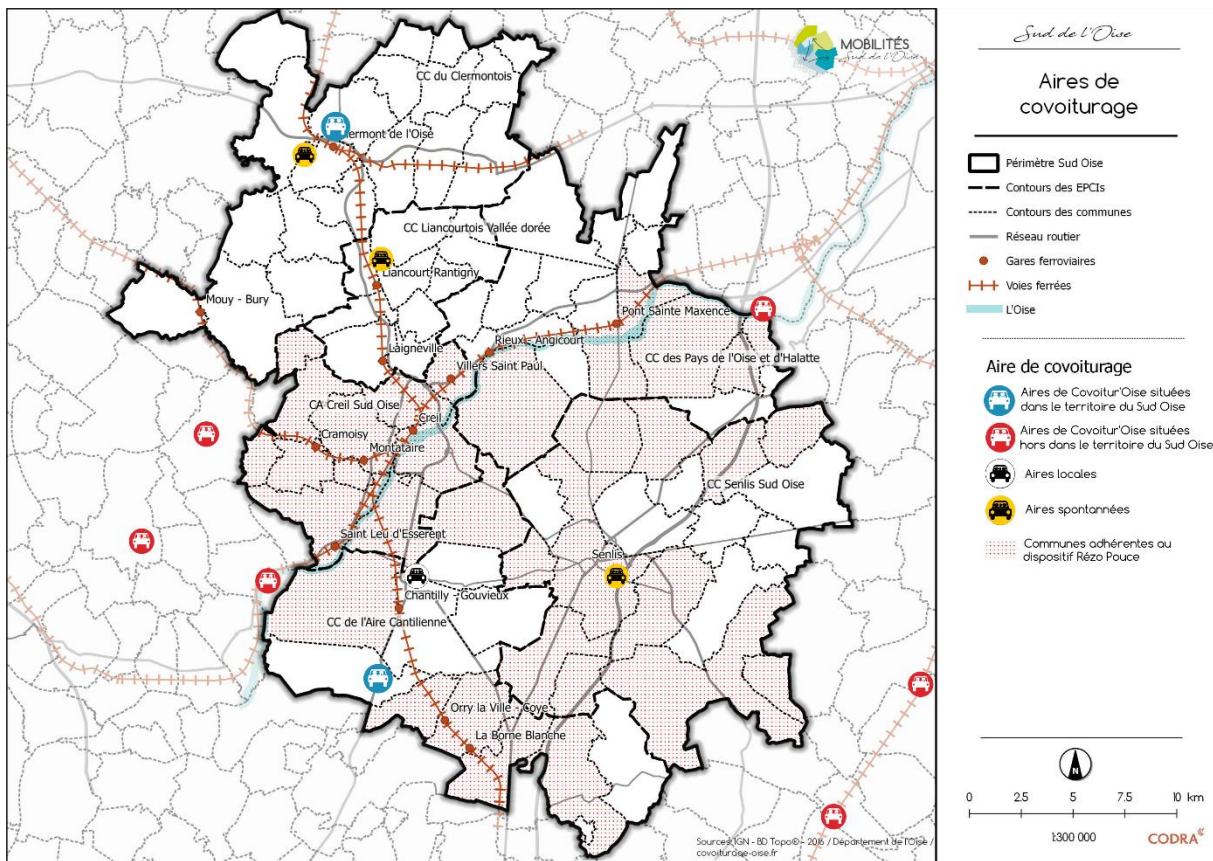 MOBILITÉS
Sud de l'Oise
CC du Clermontois
Clermont de l'Oise
CC Liancourtois Vallée dorée
Liancourt-Rantigny
Mouy - Bury
Pont Sainte Maxence
Rieux - Angicourt
Laigneville
CC des Pays de l'Oise et d'Halatte
Villers Saint Paul
CA Creil Sud Oise
Creil
Cramoisy
Montataire
CC Senlis Sud Oise
Saint Leu d'Esserent
Senlis
Chantilly - Gouvieux
CC de l'Aire Cantilienne
Orry la Ville - Coye
La Borne Blanche
Sources: IGN - BD Topo® - 2016 / Département de l'Oise /
covoiturage-oise.fr
Sud de l'Oise
Aires de
covoiturage
Périmètre Sud Oise
Contours des EPCIs
Contours des communes
Réseau routier
Gares ferroviaires
Voies ferrées
L'Oise
Aire de covoiturage
Aires de Covoitur'Oise situées
dans le territoire du Sud Oise
Aires de Covoitur'Oise situées
hors dans le territoire du Sud Oise
Aires locales
Aires spontannées
Communes adhérentes au
dispositif Rézo Pouce
N
0 2.5 5 7.5 10 km
1:300 000
CODRA